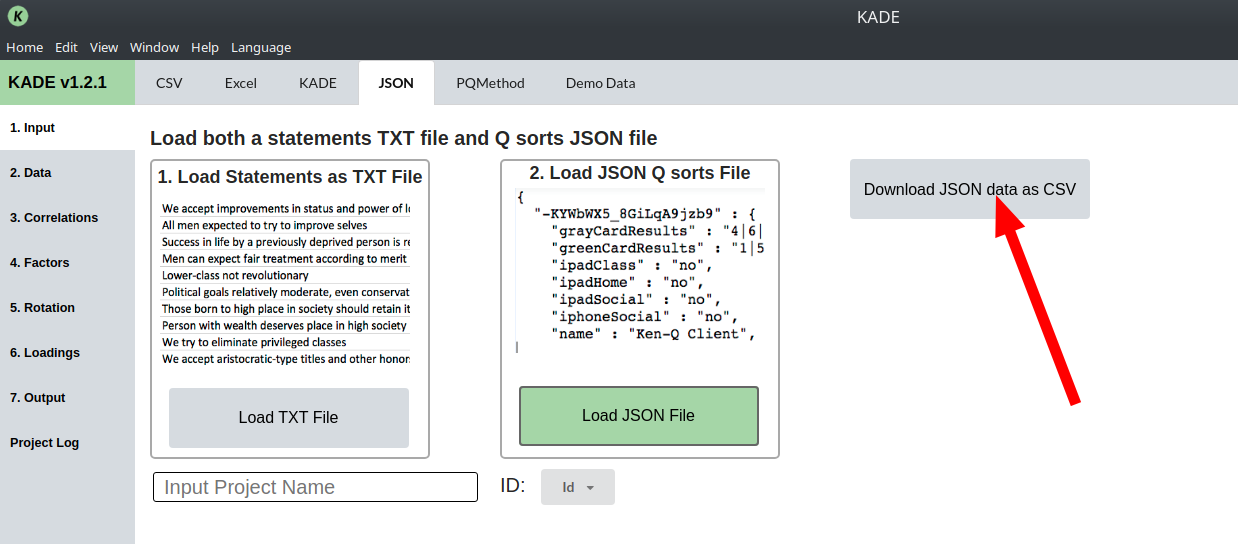 K
KADE
Home Edit View Window Help Language
KADE v1.2.1
CSV Excel KADE JSON PQMethod Demo Data
1. Input
2. Data
3. Correlations
4. Factors
5. Rotation
6. Loadings
7. Output
Project Log
Load both a statements TXT file and Q sorts JSON file
1. Load Statements as TXT File
We accept improvements in status and power of
All men expected to try to improve selves
Success in life by a previously deprived person is
Men can expect fair treatment according to merit
Lower-class not revolutionary
Political goals relatively moderate, even conservat
Those born to high place in society should retain it
Person with wealth deserves place in high society
We try to eliminate privileged classes
We accept aristocratic-type titles and other honor
Load TXT File
2. Load JSON Q sorts File
{
"-KYWbWX5_8GiLqA9jzb9" : {
"grayCardResults" : "4|6|
"greenCardResults" : "1|5
"ipadClass" : "no",
"ipadHome" : "no",
"ipadSocial" : "no",
"iphoneSocial" : "no",
"name" : "Ken-Q Client",
Load JSON File
Download JSON data as CSV
Input Project Name
ID: Id